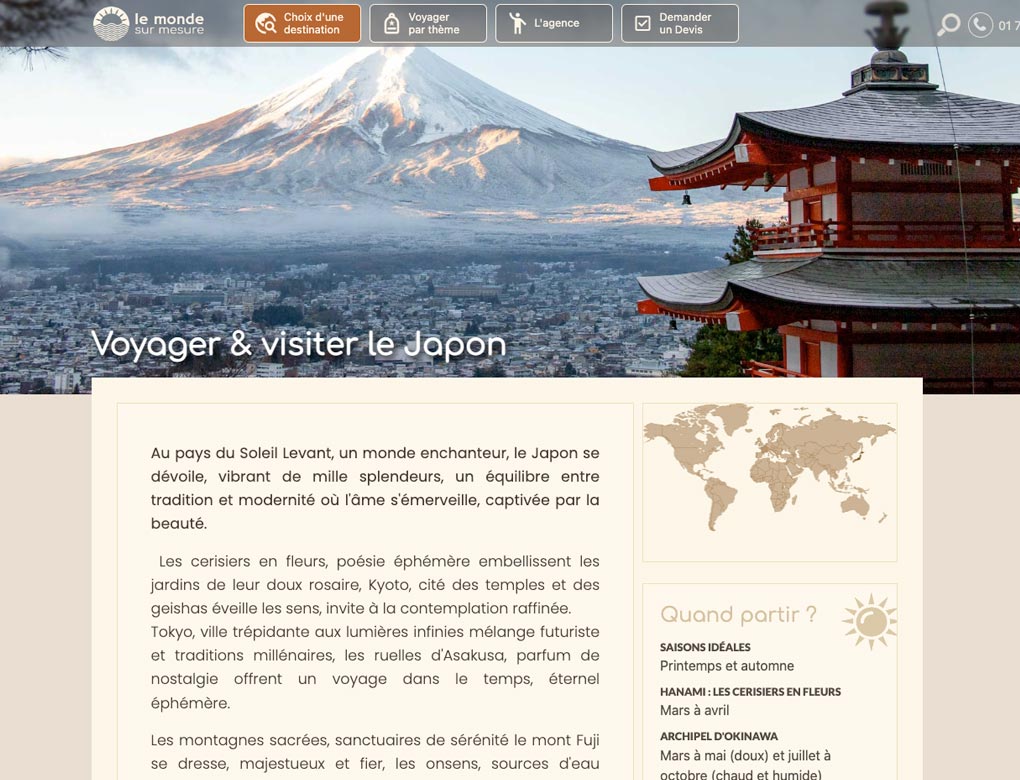 le monde
sur mesure
Choix d'une
destination
Voyager
par thème
L'agence
Demander
un Devis
01 7
Voyager & visiter le Japon
Au pays du Soleil Levant, un monde enchanteur, le Japon se
dévoile, vibrant de mille splendeurs, un équilibre entre
tradition et modernité où l'âme s'émerveille, captivée par la
beauté.
Les cerisiers en fleurs, poésie éphémère embellissent les
jardins de leur doux rosaire, Kyoto, cité des temples et des
geishas éveille les sens, invite à la contemplation raffinée.
Tokyo, ville trépidante aux lumières infinies mélange futuriste
et traditions millénaires, les ruelles d'Asakusa, parfum de
nostalgie offrent un voyage dans le temps, éternel
éphémère.
Les montagnes sacrées, sanctuaires de sérénité le mont Fuji
se dresse, majestueux et fier, les onsens, sources d'eau
Quand partir ?
SAISONS IDÉALES
Printemps et automne
HANAMI : LES CERISIERS EN FLEURS
Mars à avril
ARCHIPEL D'OKINAWA
Mars à mai (doux) et juillet à
octobre (chaud et humide)